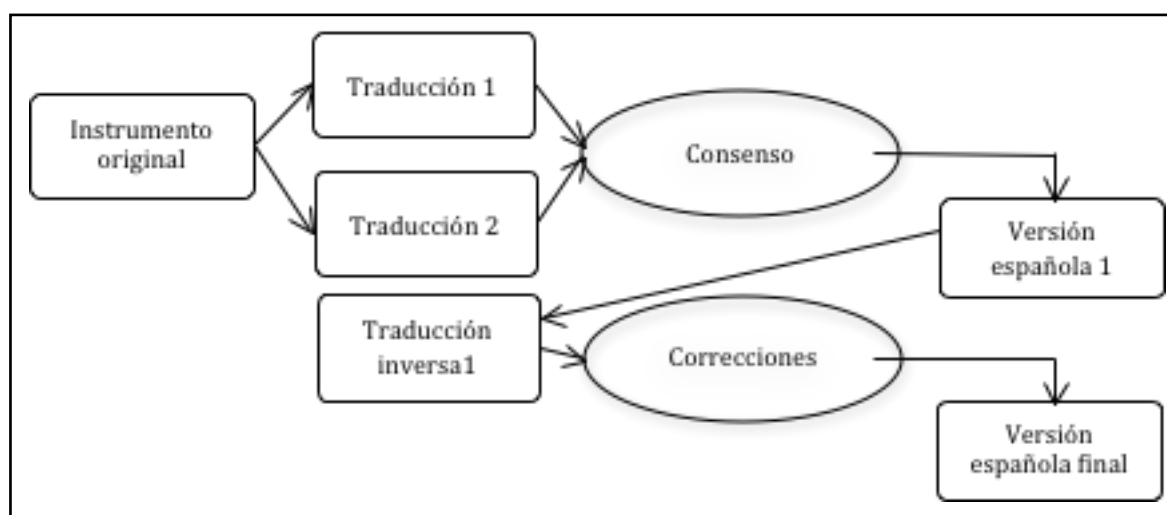 Instrumento
original
Traducción 1
Traducción 2
Consenso
Versión
española 1
Traducción
inversa1
Correcciones
Versión
española final